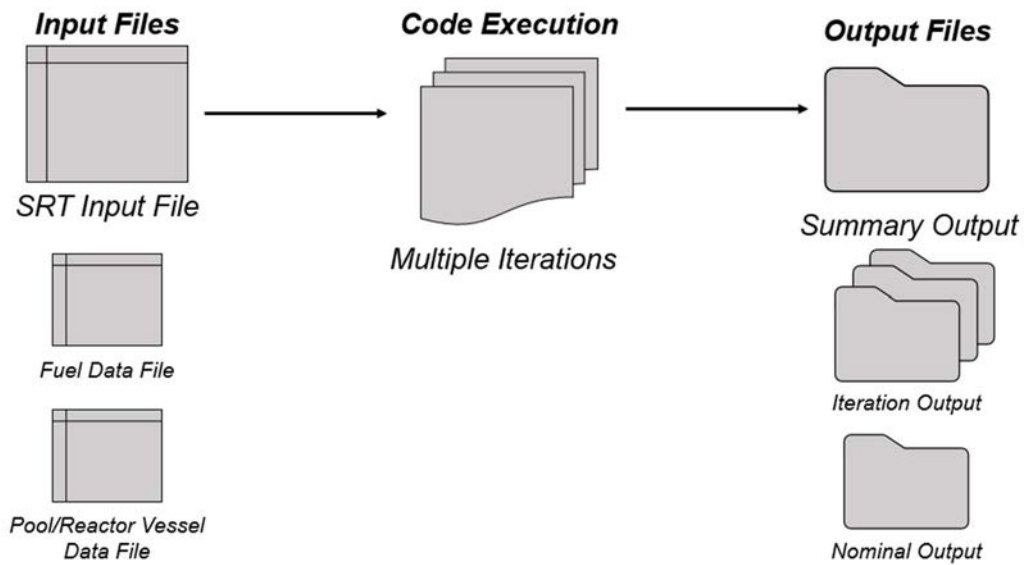 Input Files
SRT Input File
Fuel Data File
Pool/Reactor Vessel
Data File
Code Execution
Multiple Iterations
Output Files
Summary Output
Iteration Output
Nominal Output